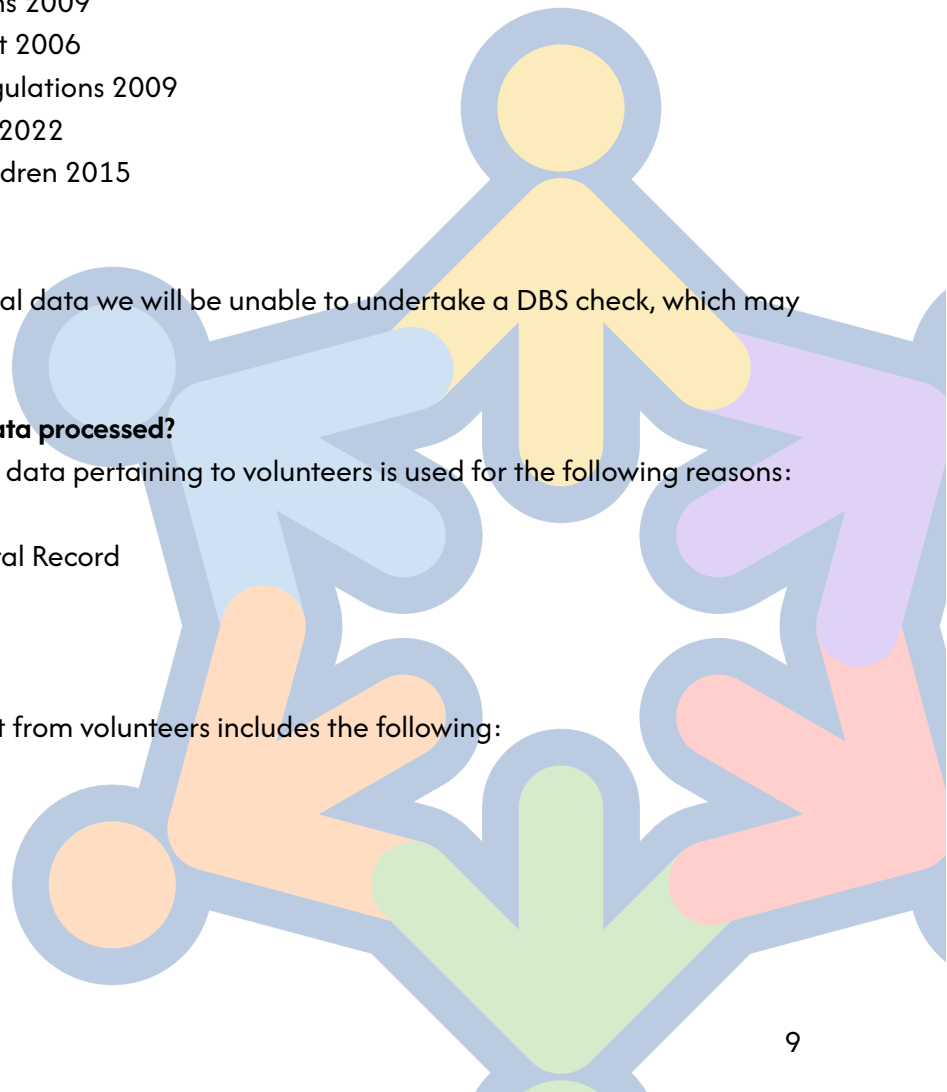 ns 2009
t 2006
gulations 2009
2022
dren 2015
al data we will be unable to undertake a DBS check, which may
ata processed?
data pertaining to volunteers is used for the following reasons:
ral Record
t from volunteers includes the following:
9